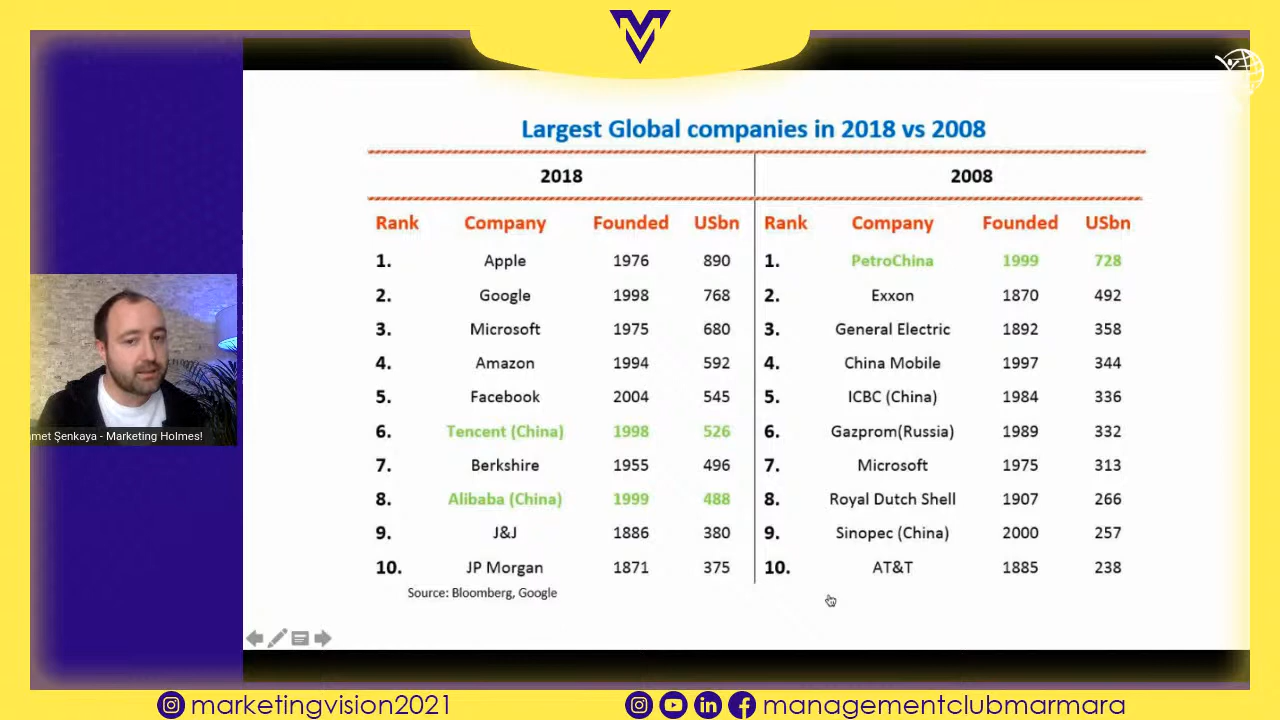 Largest Global companies in 2018 vs 2008
2018 2008
Rank Company Founded USbn Rank Company Founded USbn
1. Apple 1976 890 1. PetroChina 1999 728
2. Google 1998 768 2. Exxon 1870 492
3. Microsoft 1975 680 3. General Electric 1892 358
4. Amazon 1994 592 4. China Mobile 1997 344
5. Facebook 2004 545 5. ICBC (China) 1984 336
6. Tencent (China) 1998 526 6. Gazprom(Russia) 1989 332
7. Berkshire 1955 496 7. Microsoft 1975 313
8. Alibaba (China) 1999 488 8. Royal Dutch Shell 1907 266
9. J&J 1886 380 9. Sinopec (China) 2000 257
10. JP Morgan 1871 375 10. AT&T 1885 238
Source: Bloomberg, Google
Şenkaya - Marketing Holmes!
marketingvision2021 managementclubmarmara